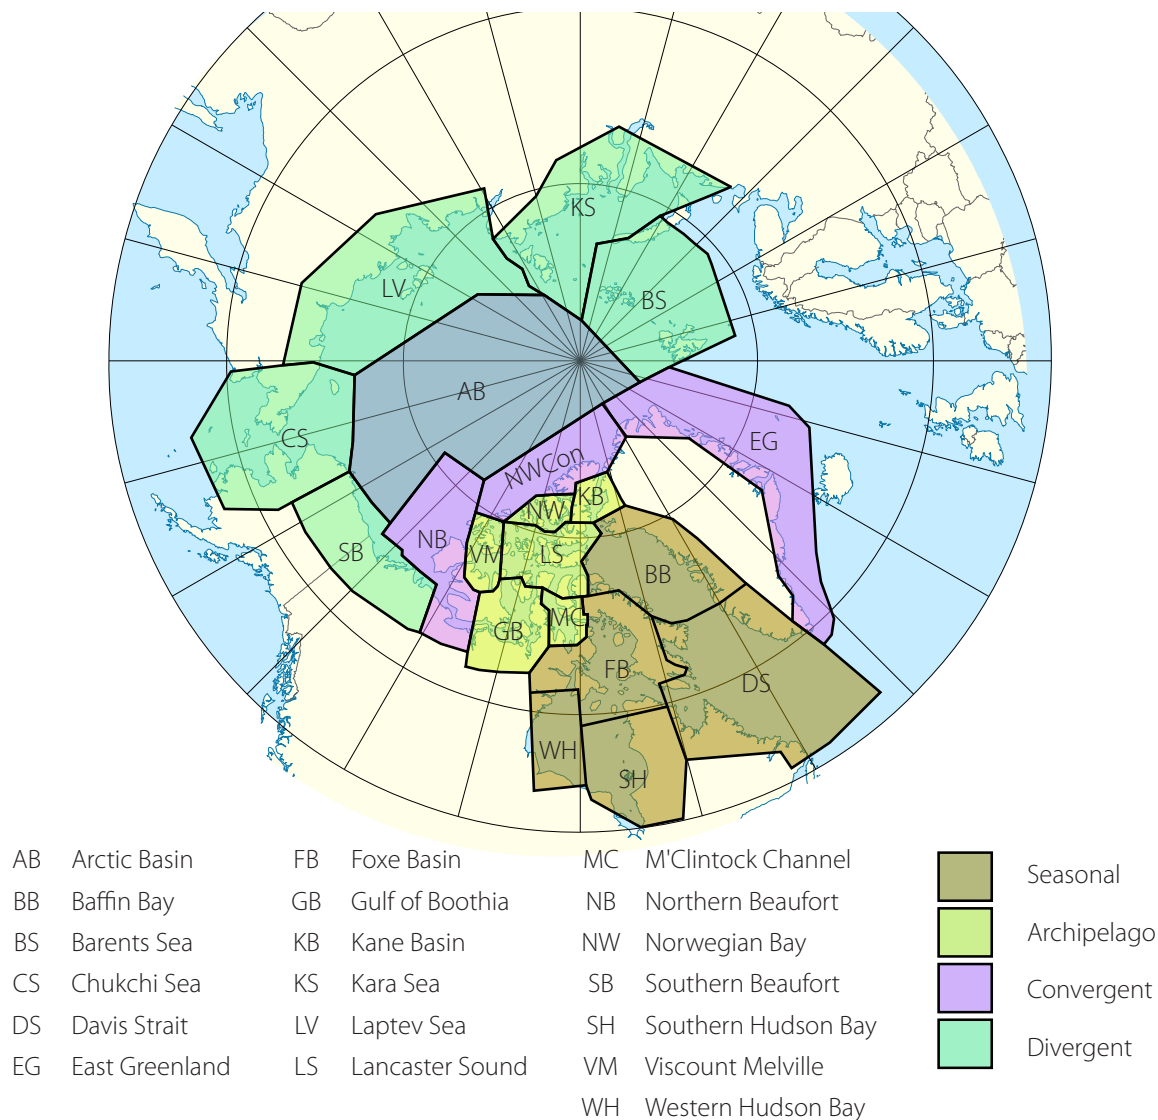 KS
LV
BS
AB
CS
EG
NWCon
KB
NW
NB
VM
LS
SB
BB
MC
GB
FB
DS
WH
SH
AB Arctic Basin
BB Baffin Bay
BS Barents Sea
CS Chukchi Sea
DS Davis Strait
EG East Greenland
FB Foxe Basin
GB Gulf of Boothia
KB Kane Basin
KS Kara Sea
LV Laptev Sea
LS Lancaster Sound
MC M'Clintock Channel
NB Northern Beaufort
NW Norwegian Bay
SB Southern Beaufort
SH Southern Hudson Bay
VM Viscount Melville
WH Western Hudson Bay
Seasonal
Archipelago
Convergent
Divergent